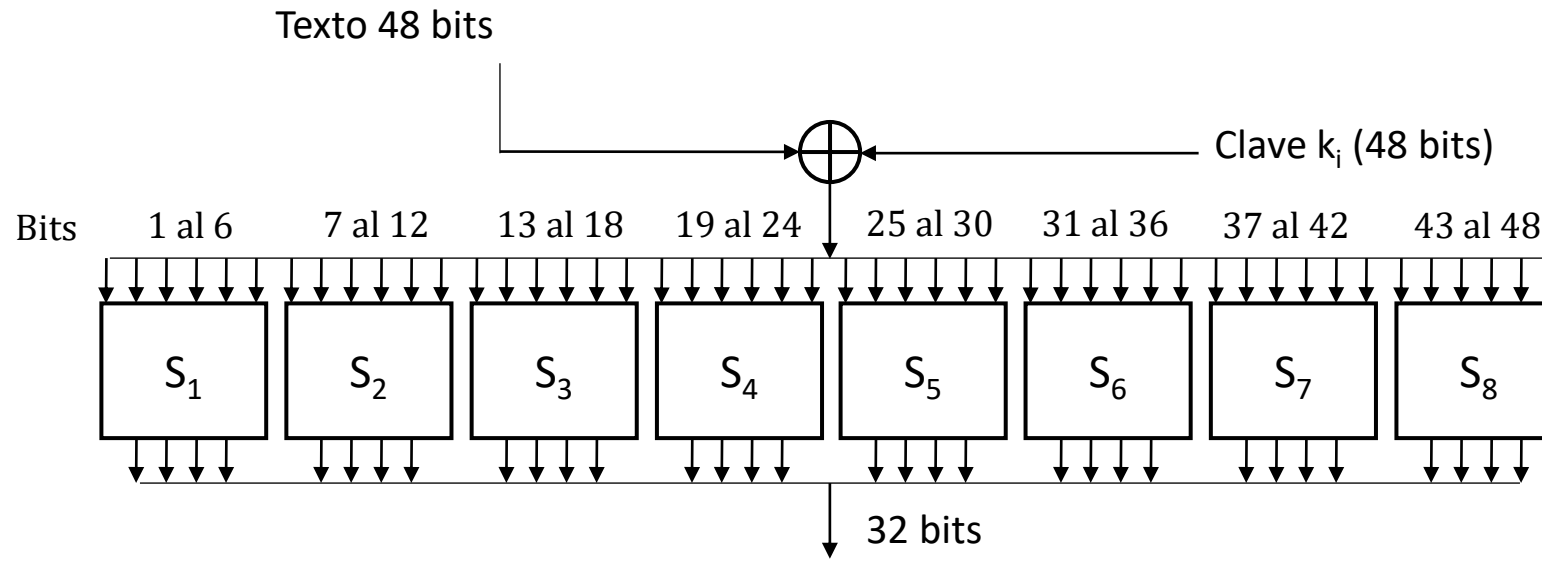 Texto 48 bits
Clave kᵢ (48 bits)
Bits 1 al 6 7 al 12 13 al 18 19 al 24 25 al 30 31 al 36 37 al 42 43 al 48
S₁ S₂ S₃ S₄ S₅ S₆ S₇ S₈
32 bits